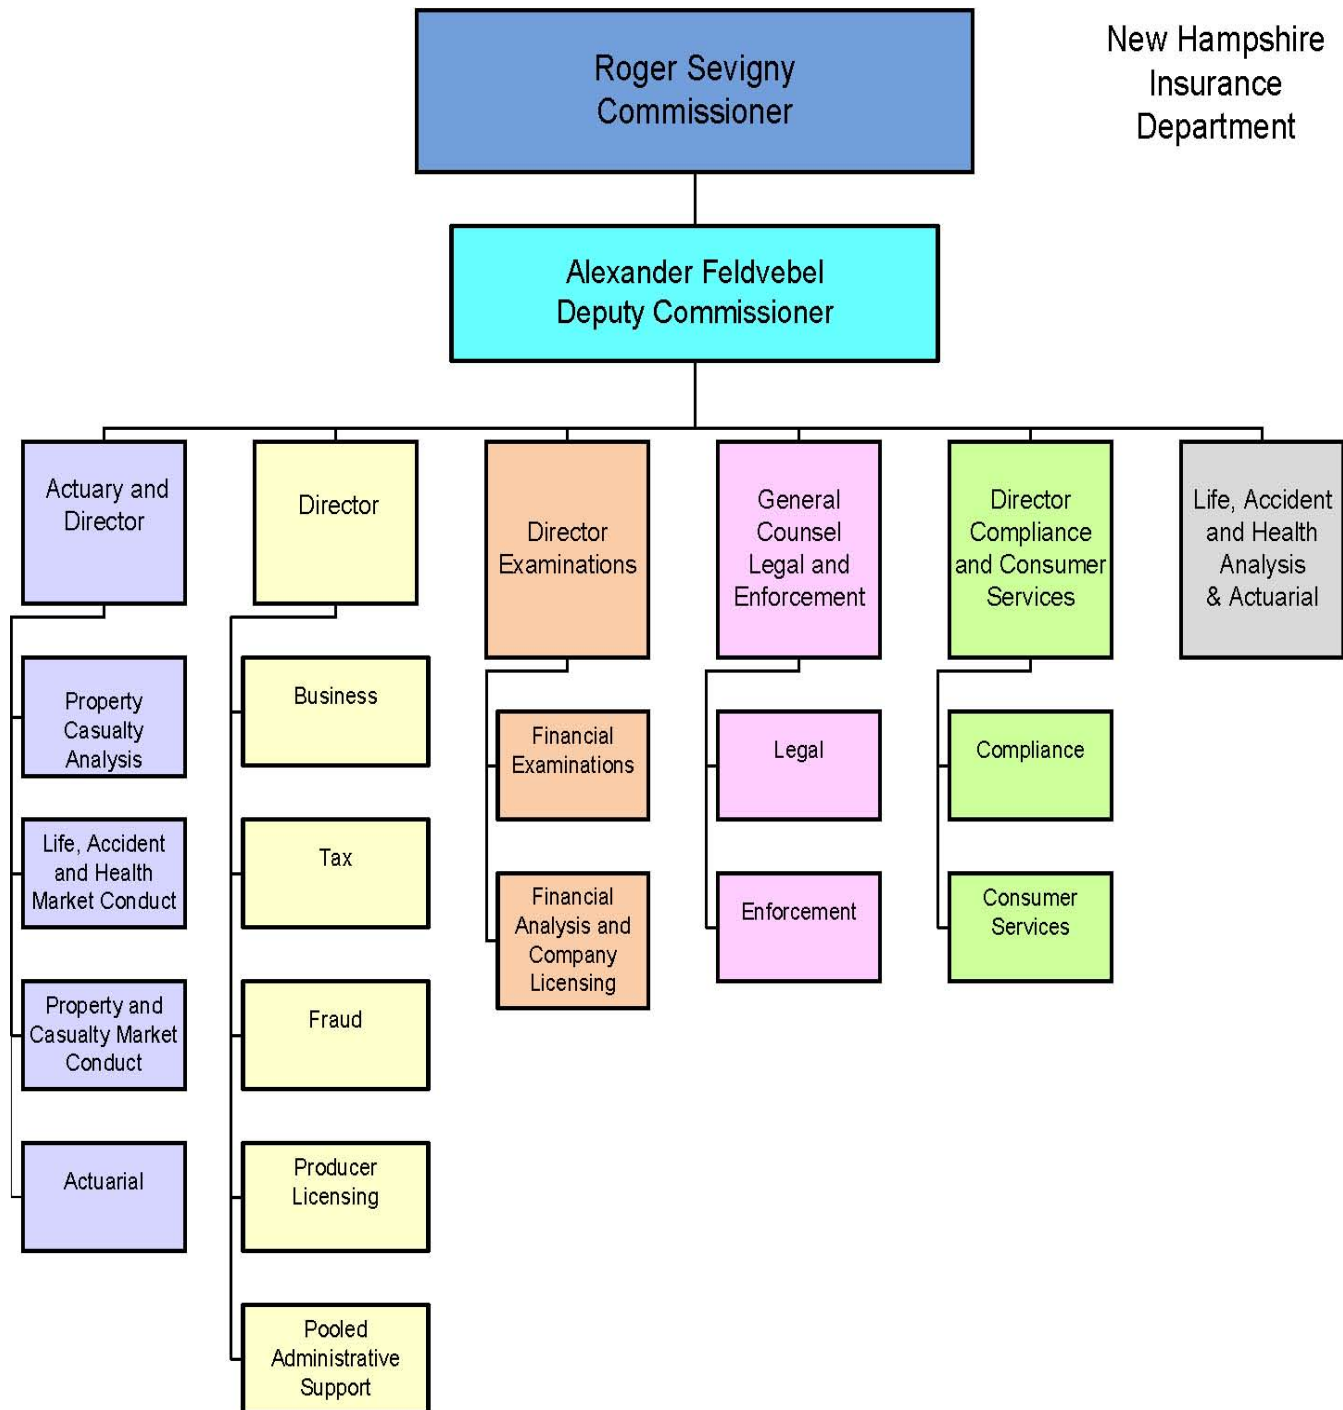 Roger Sevigny
Commissioner
New Hampshire
Insurance
Department
Alexander Feldvebel
Deputy Commissioner
Actuary and
Director
Director
Director
Examinations
General
Counsel
Legal and
Enforcement
Director
Compliance
and Consumer
Services
Life, Accident
and Health
Analysis
& Actuarial
Property
Casualty
Analysis
Life, Accident
and Health
Market Conduct
Property and
Casualty Market
Conduct
Actuarial
Business
Tax
Fraud
Producer
Licensing
Pooled
Administrative
Support
Financial
Examinations
Financial
Analysis and
Company
Licensing
Legal
Enforcement
Compliance
Consumer
Services